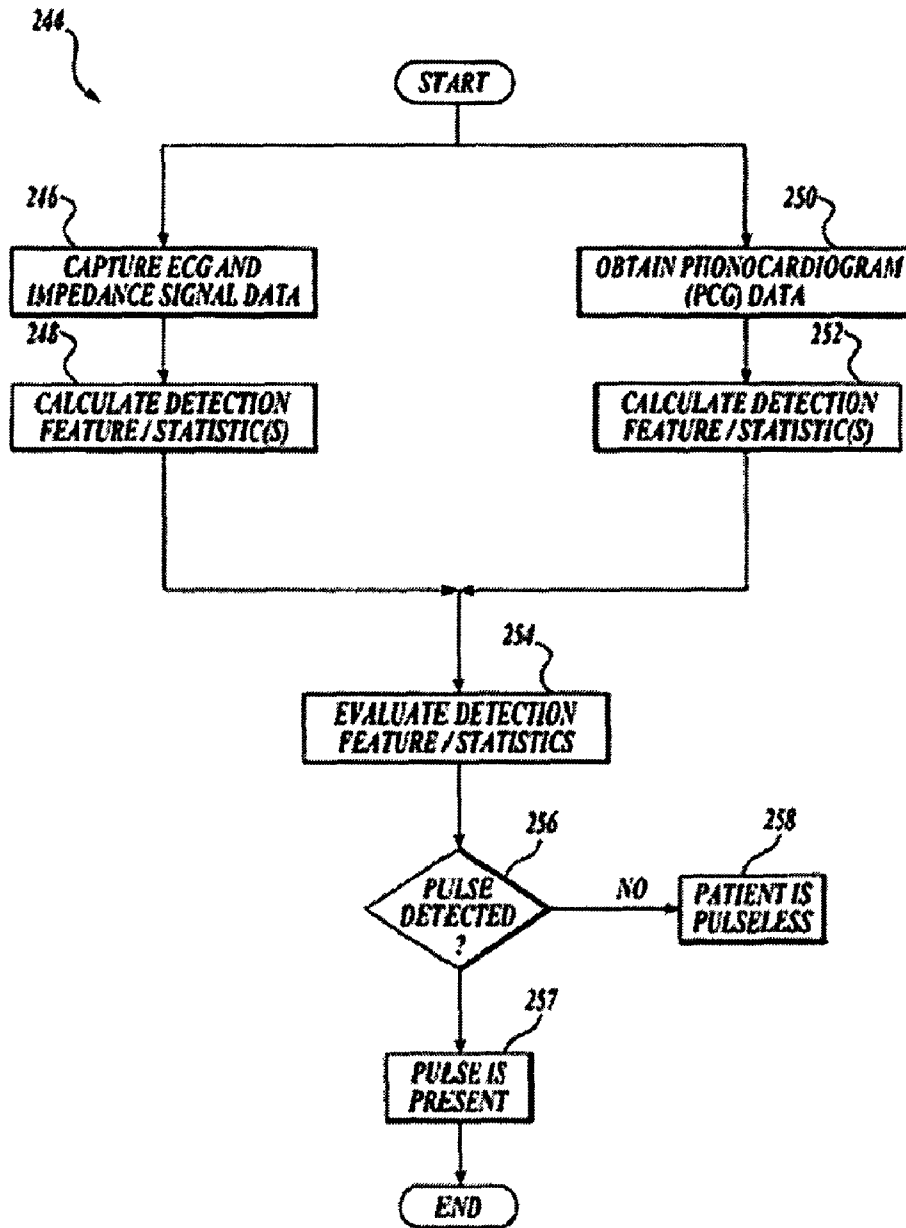 244
START
246
CAPTURE ECG AND
IMPEDANCE SIGNAL DATA
250
OBTAIN PHONOCARDIOGRAM
(PCG) DATA
248
CALCULATE DETECTION
FEATURE / STATISTIC(S)
252
CALCULATE DETECTION
FEATURE / STATISTIC(S)
254
EVALUATE DETECTION
FEATURE / STATISTICS
256
PULSE
DETECTED
?
NO
258
PATIENT IS
PULSELESS
257
PULSE IS
PRESENT
END